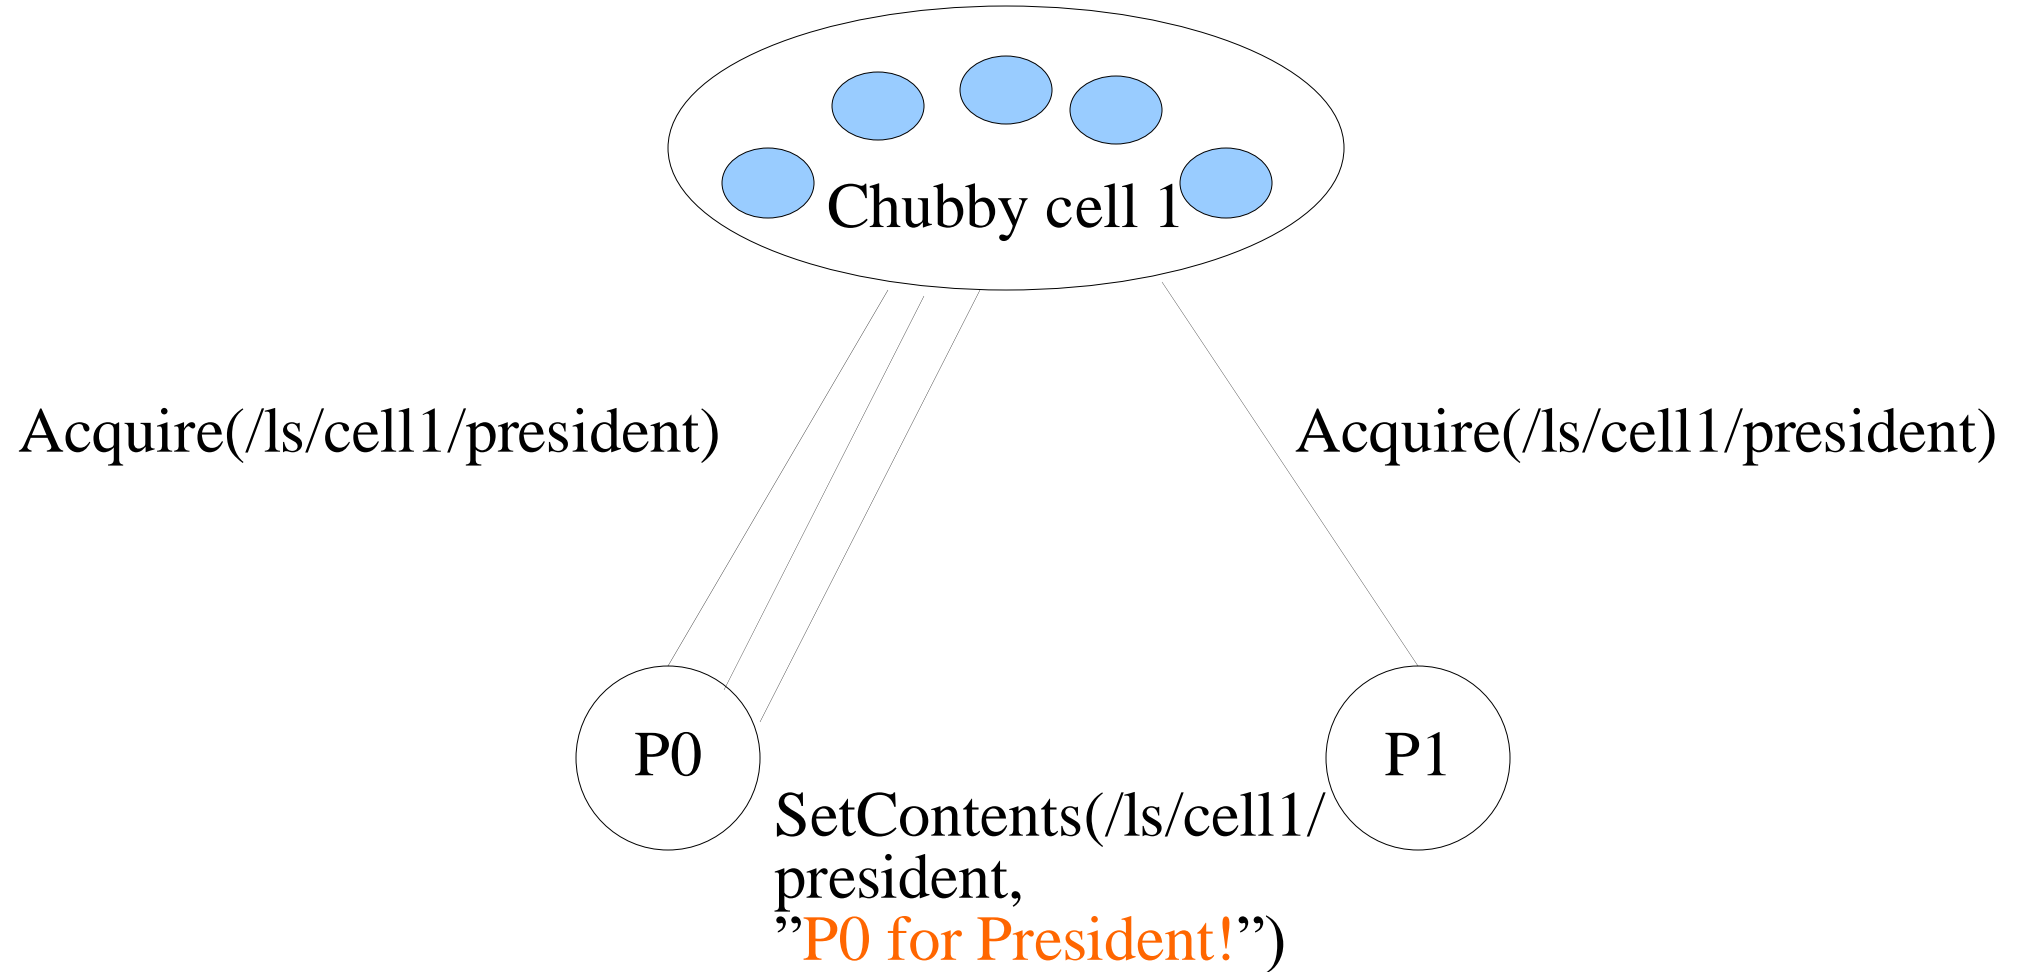 Chubby cell 1
Acquire(/ls/cell1/president)
Acquire(/ls/cell1/president)
P0
P1
SetContents(/ls/cell1/
president,
”P0 for President!”)